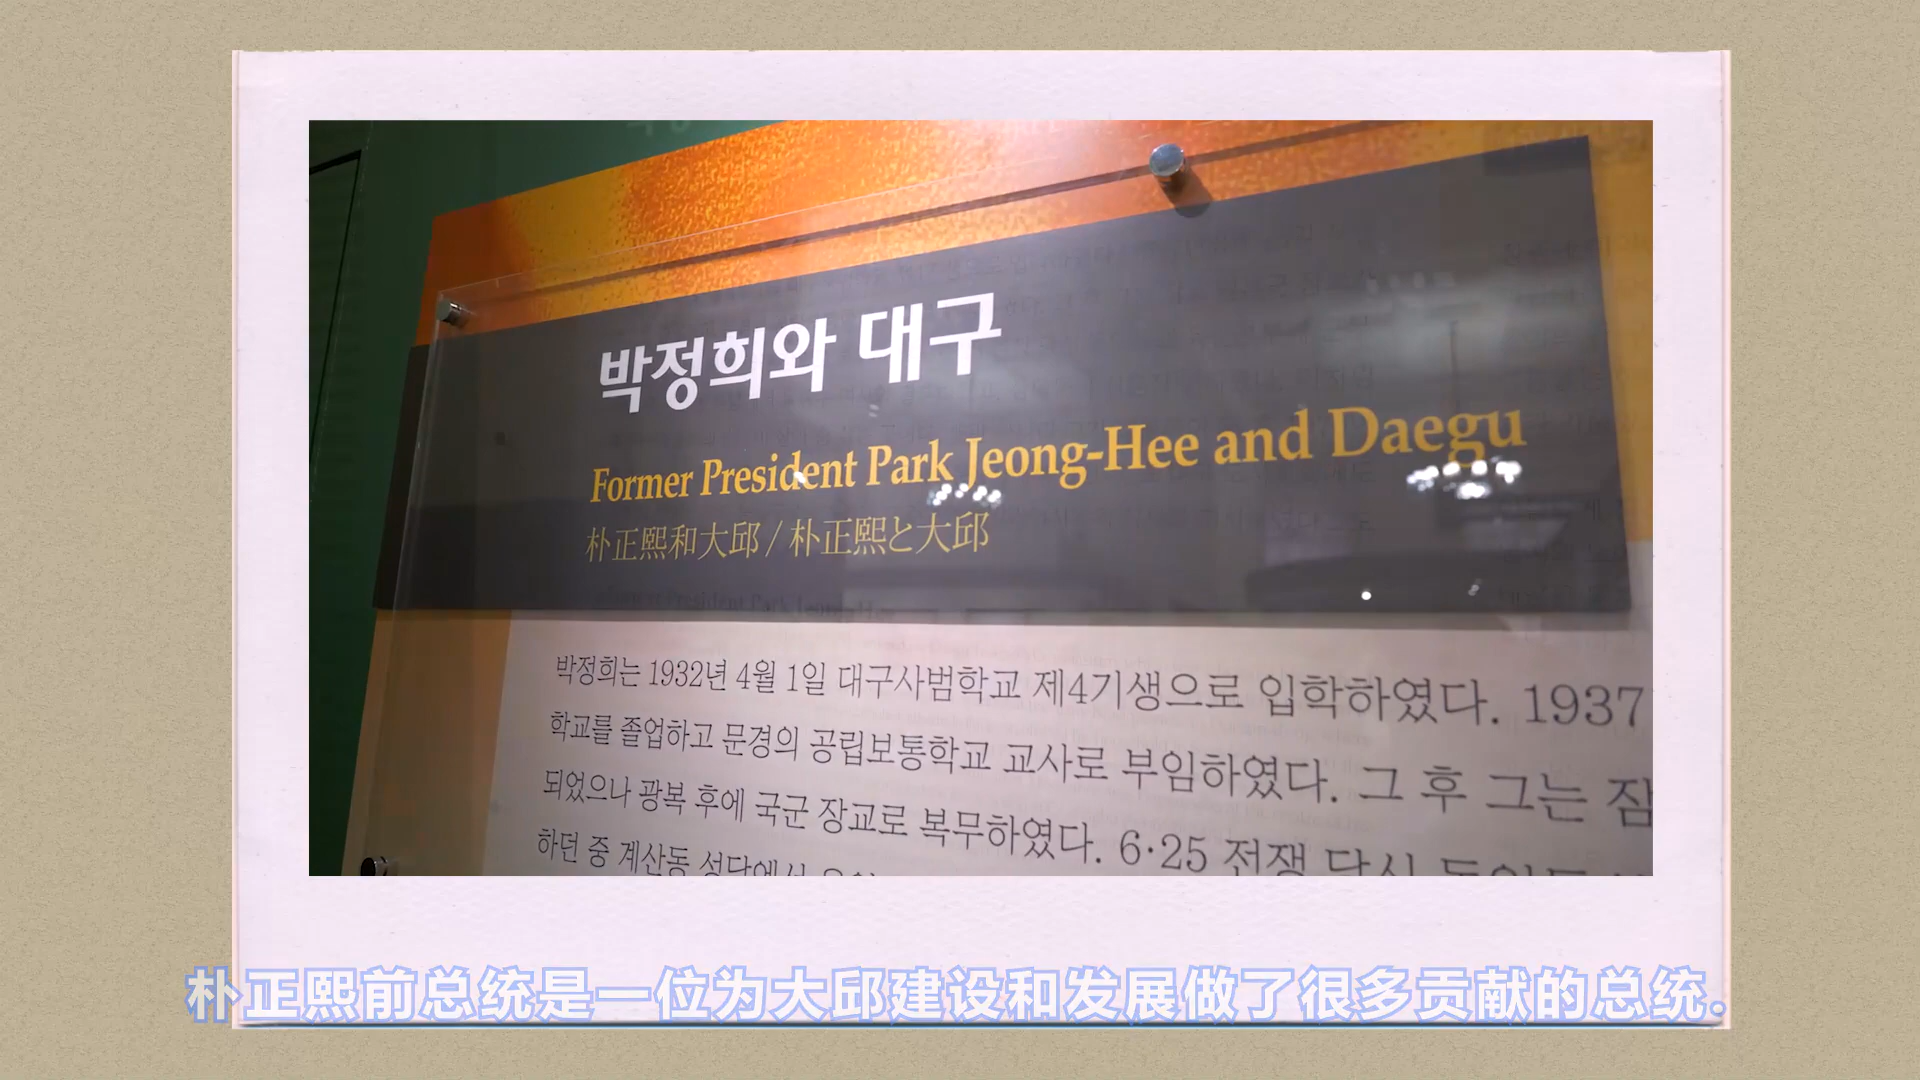 박정희와 대구
Former President Park Jeong-Hee and Daegu
朴正熙和大邱 / 朴正熙と大邱
박정희는 1932년 4월 1일 대구사범학교 제4기생으로 입학하였다. 1937
학교를 졸업하고 문경의 공립보통학교 교사로 부임하였다. 그 후 그는 잠
되었으나 광복 후에 국군 장교로 복무하였다. 6·25 전쟁 당시
하던 중 계산동 성당에서
朴正熙前总统是一位为大邱建设和发展做了很多贡献的总统.